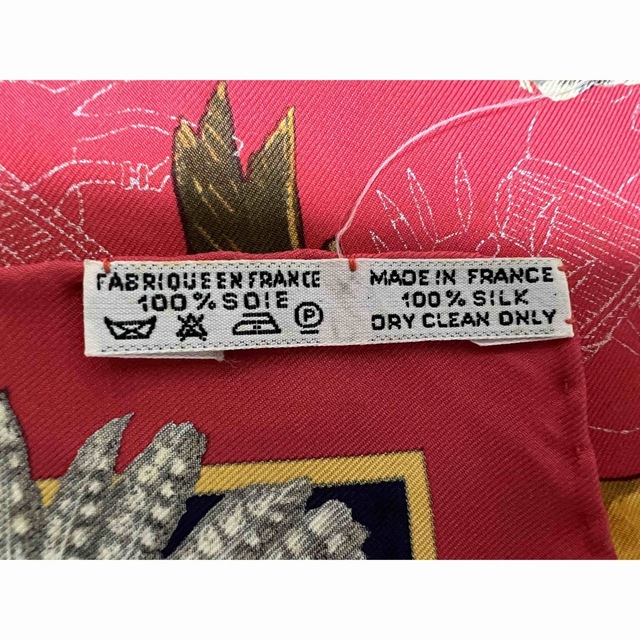 FABRIQUE EN FRANCE
100% SOIE
P
MADE IN FRANCE
100% SILK
DRY CLEAN ONLY